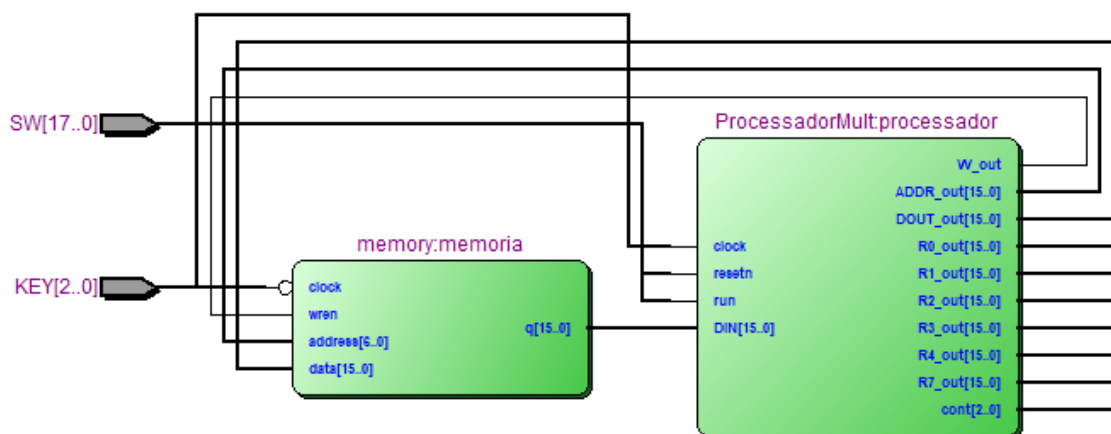 SW[17..0]
KEY[2..0]
memory:memoria
clock
wren
address[6..0]
data[15..0]
q[15..0]
ProcessadorMult:processador
clock
resetn
run
DIN[15..0]
W_out
ADDR_out[15..0]
DOUT_out[15..0]
R0_out[15..0]
R1_out[15..0]
R2_out[15..0]
R3_out[15..0]
R4_out[15..0]
R7_out[15..0]
cont[2..0]